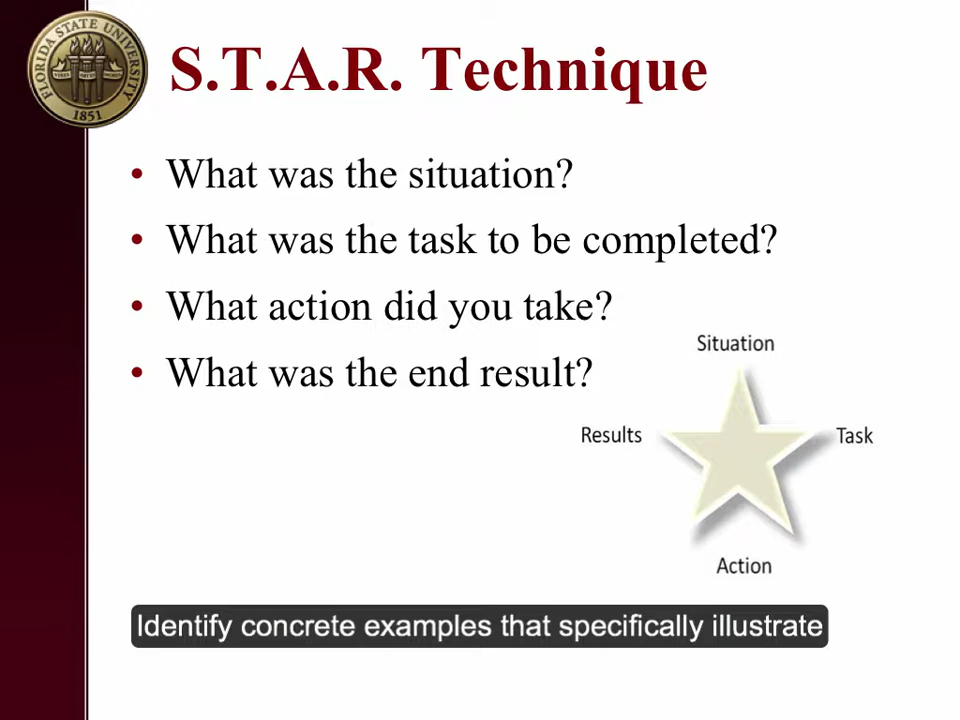 FLORIDA STATE UNIVERSITY
1851
S.T.A.R. Technique
• What was the situation?
• What was the task to be completed?
• What action did you take?
• What was the end result?
Situation
Results
Task
Action
Identify concrete examples that specifically illustrate